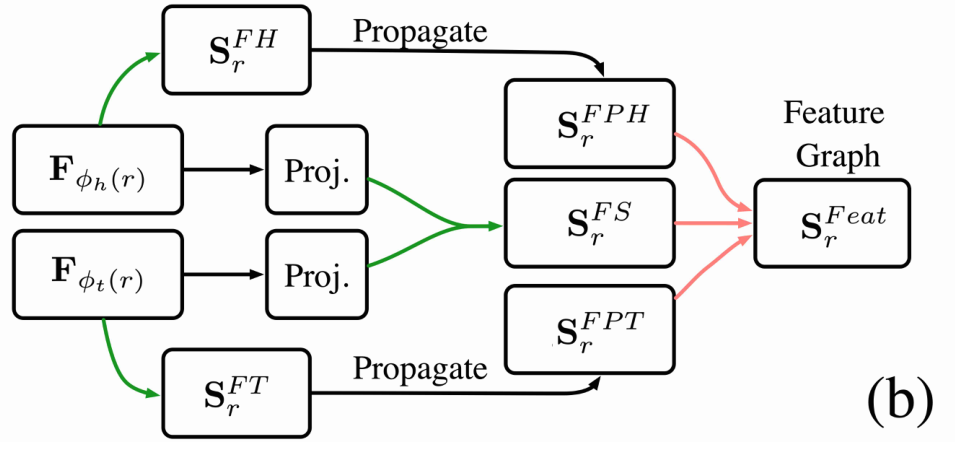 S_r^{FH}
Propagate
S_r^{FPH}
Feature
Graph
F_{ϕ_h(r)}
Proj.
S_r^{FS}
S_r^{Feat}
F_{ϕ_t(r)}
Proj.
S_r^{FPT}
S_r^{FT}
Propagate
(b)